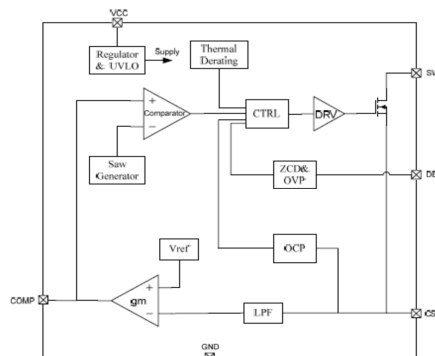 VCC
Regulator
& UVLO
Supply
Thermal
Derating
SW
+
Comparator
−
CTRL
DRV
Saw
Generator
ZCD&
OVP
Vref
OCP
COMP
gm
+
−
LPF
GND